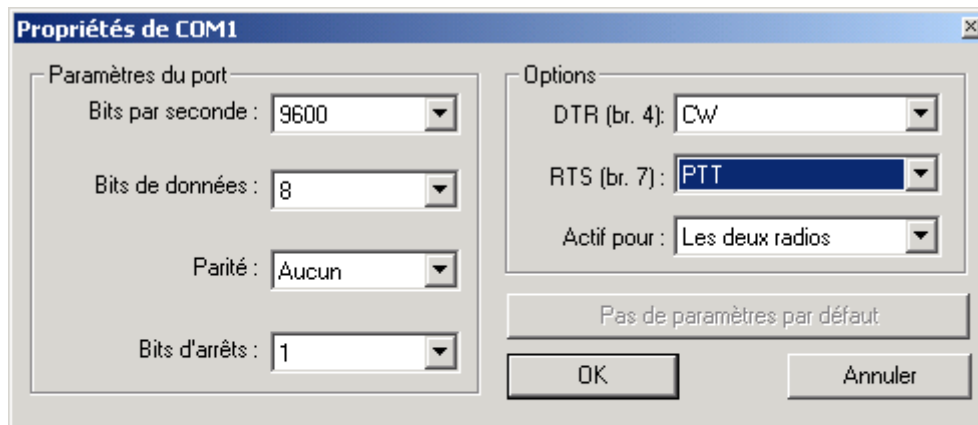 Propriétés de COM1
Paramètres du port
Bits par seconde : 9600
Bits de données : 8
Parité : Aucun
Bits d'arrêts : 1
Options
DTR (br. 4): CW
RTS (br. 7) : PTT
Actif pour : Les deux radios
Pas de paramètres par défaut
OK
Annuler